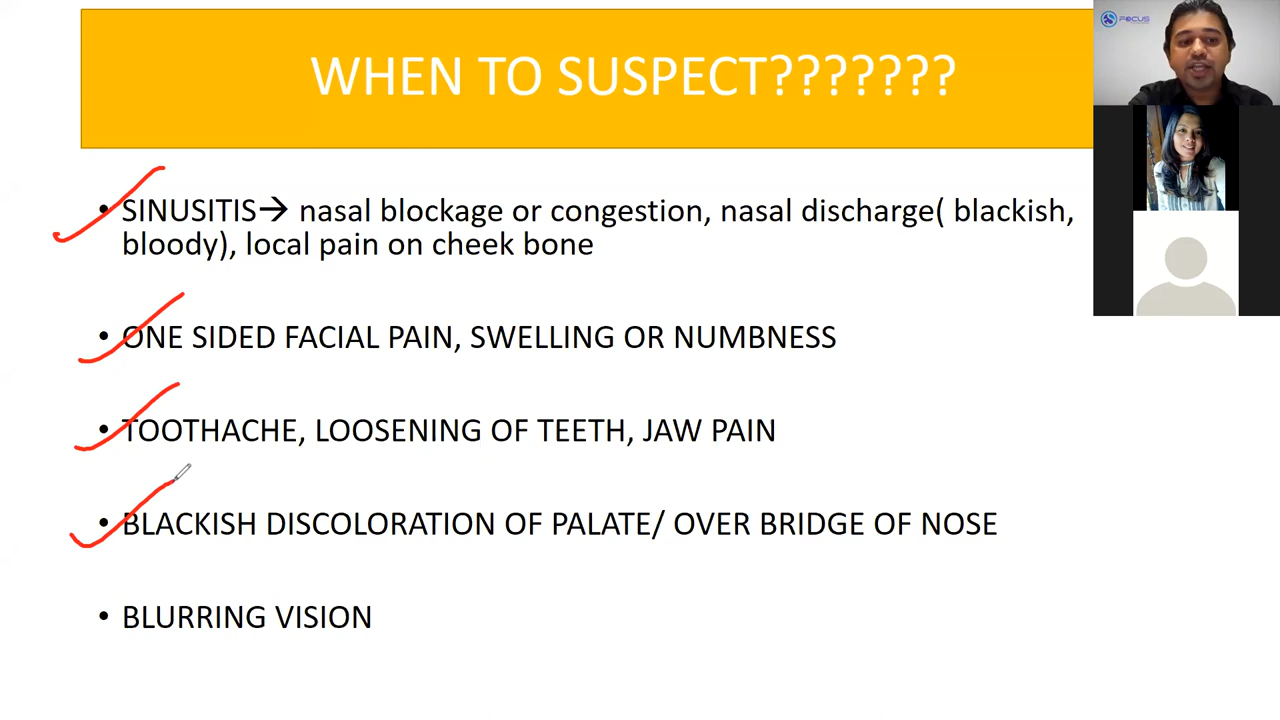 WHEN TO SUSPECT???????
FOCUS
• SINUSITIS→ nasal blockage or congestion, nasal discharge( blackish,
bloody), local pain on cheek bone
• ONE SIDED FACIAL PAIN, SWELLING OR NUMBNESS
• TOOTHACHE, LOOSENING OF TEETH, JAW PAIN
• BLACKISH DISCOLORATION OF PALATE/ OVER BRIDGE OF NOSE
• BLURRING VISION